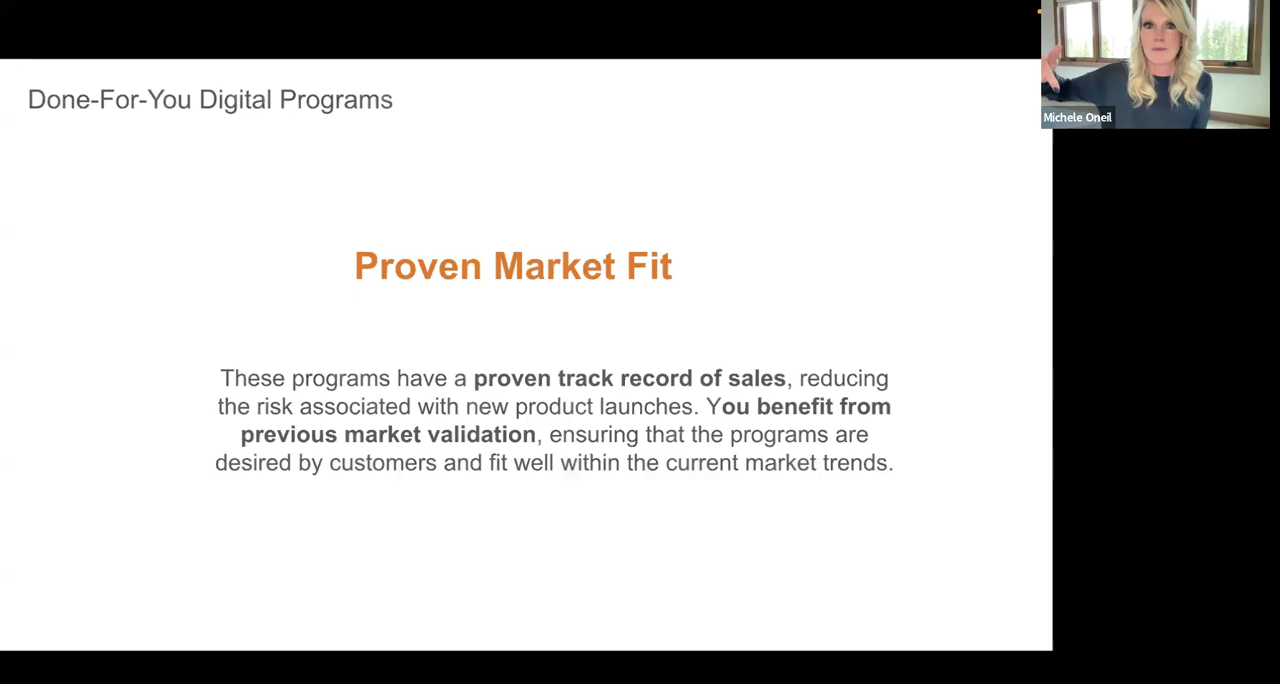 Done-For-You Digital Programs
Michele Oneil
Proven Market Fit
These programs have a proven track record of sales, reducing
the risk associated with new product launches. You benefit from
previous market validation, ensuring that the programs are
desired by customers and fit well within the current market trends.